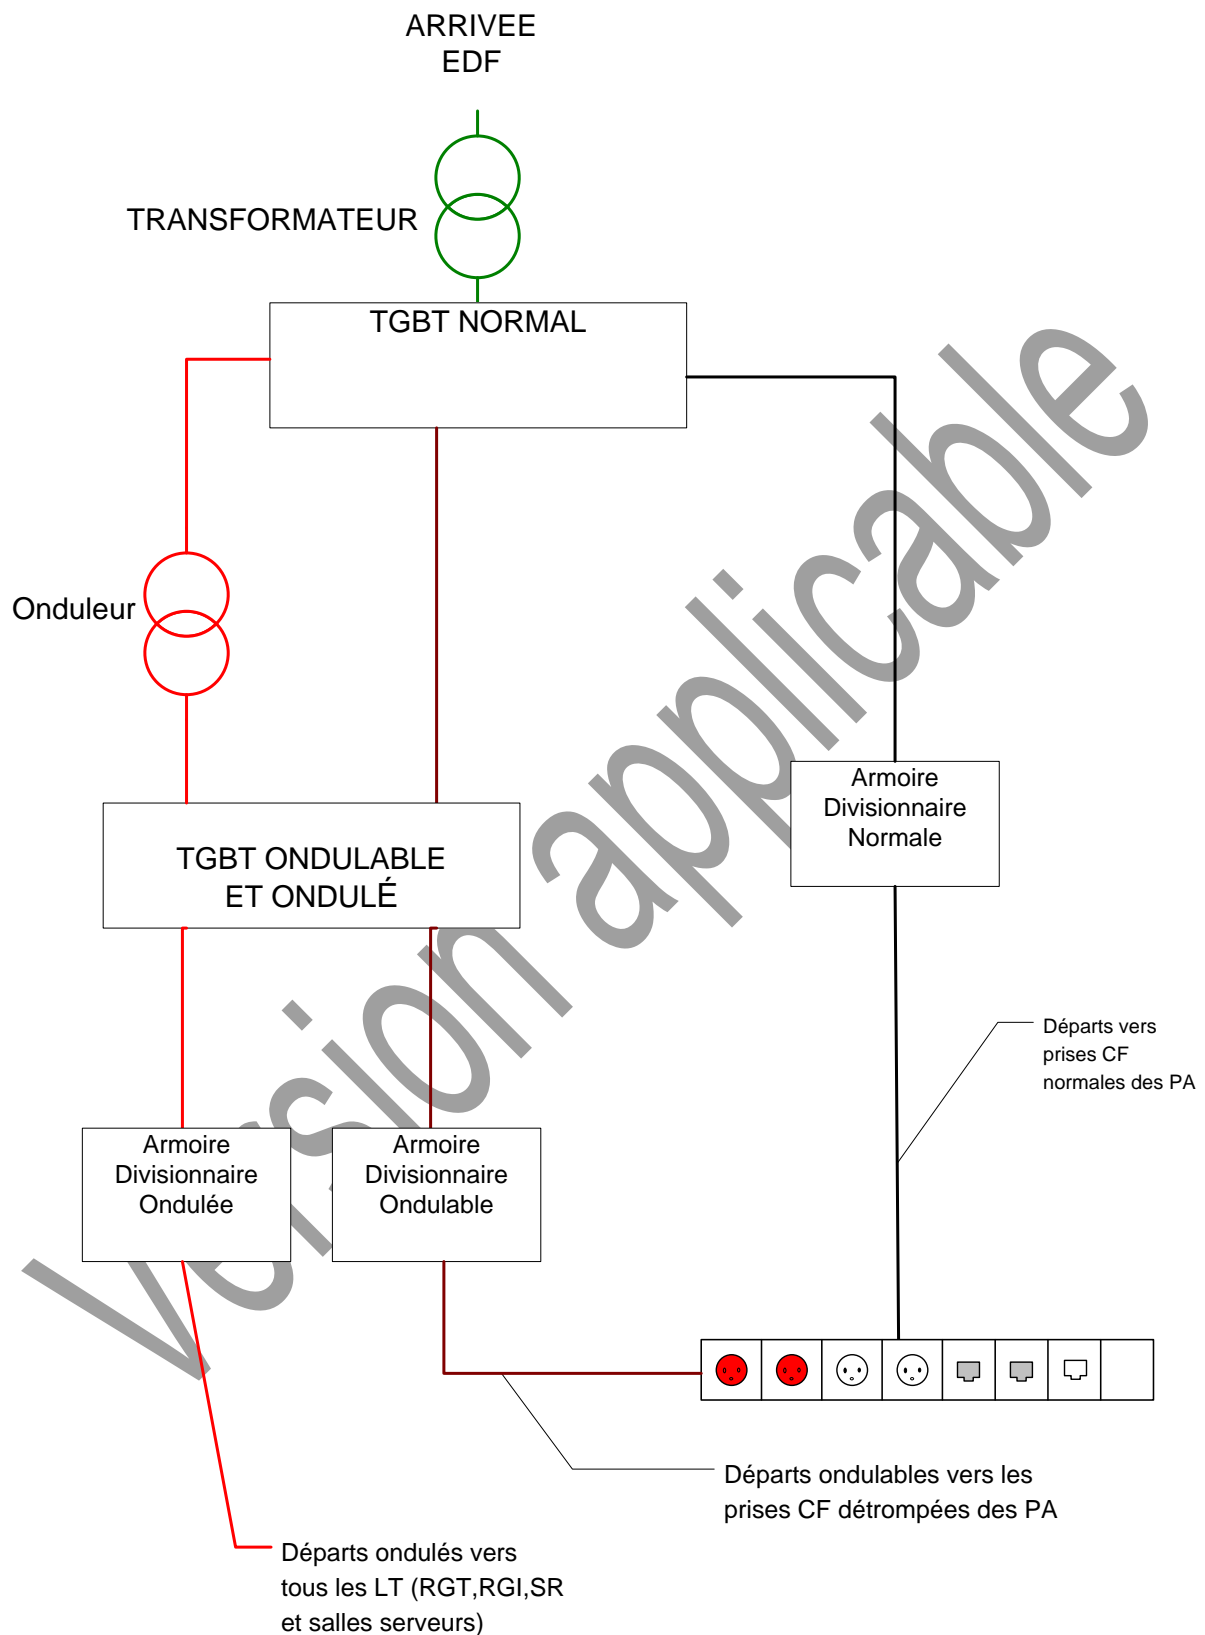 ARRIVEE
EDF
TRANSFORMATEUR
TGBT NORMAL
Onduleur
Armoire
Divisionnaire
Normale
TGBT ONDULABLE
ET ONDULÉ
Départs vers
prises CF
normales des PA
Armoire
Divisionnaire
Ondulée
Armoire
Divisionnaire
Ondulable
Départs ondulables vers les
prises CF détrompées des PA
Départs ondulés vers
tous les LT (RGT,RGI,SR
et salles serveurs)
Version applicable